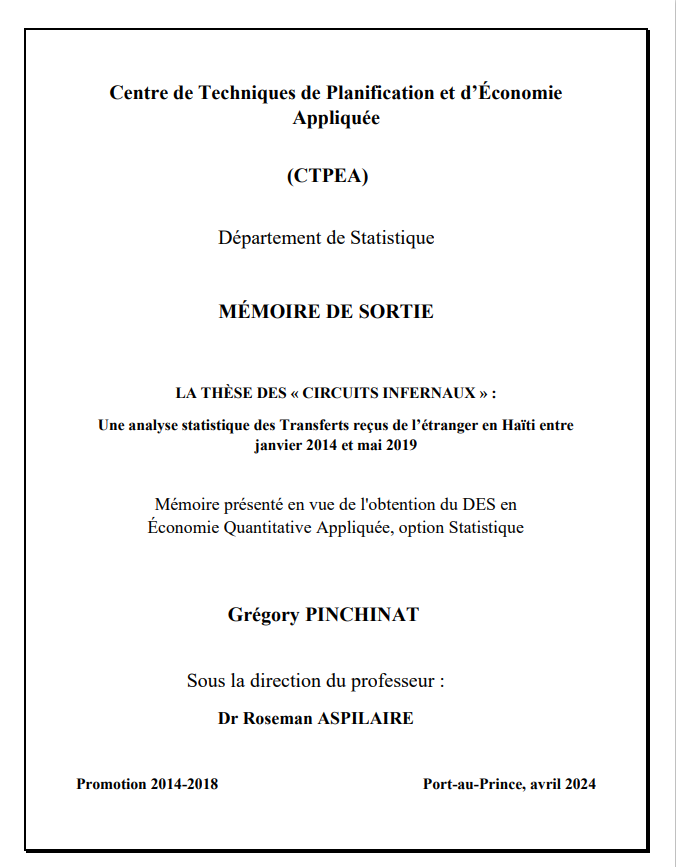 Centre de Techniques de Planification et d’Économie
Appliquée
(CTPEA)
Département de Statistique
MÉMOIRE DE SORTIE
LA THÈSE DES « CIRCUITS INFERNAUX » :
Une analyse statistique des Transferts reçus de l’étranger en Haïti entre
janvier 2014 et mai 2019
Mémoire présenté en vue de l'obtention du DES en
Économie Quantitative Appliquée, option Statistique
Grégory PINCHINAT
Sous la direction du professeur :
Dr Roseman ASPILAIRE
Promotion 2014-2018 Port-au-Prince, avril 2024